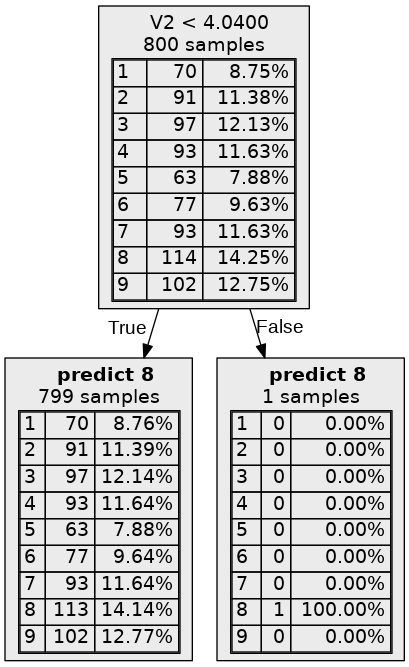 V2 < 4.0400
800 samples
1 70 8.75%
2 91 11.38%
3 97 12.13%
4 93 11.63%
5 63 7.88%
6 77 9.63%
7 93 11.63%
8 114 14.25%
9 102 12.75%
True
False
predict 8
799 samples
1 70 8.76%
2 91 11.39%
3 97 12.14%
4 93 11.64%
5 63 7.88%
6 77 9.64%
7 93 11.64%
8 113 14.14%
9 102 12.77%
predict 8
1 samples
1 0 0.00%
2 0 0.00%
3 0 0.00%
4 0 0.00%
5 0 0.00%
6 0 0.00%
7 0 0.00%
8 1 100.00%
9 0 0.00%